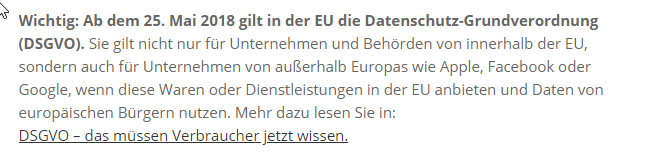 Wichtig: Ab dem 25. Mai 2018 gilt in der EU die Datenschutz-Grundverordnung
(DSGVO). Sie gilt nicht nur für Unternehmen und Behörden von innerhalb der EU,
sondern auch für Unternehmen von außerhalb Europas wie Apple, Facebook oder
Google, wenn diese Waren oder Dienstleistungen in der EU anbieten und Daten von
europäischen Bürgern nutzen. Mehr dazu lesen Sie in:
DSGVO – das müssen Verbraucher jetzt wissen.